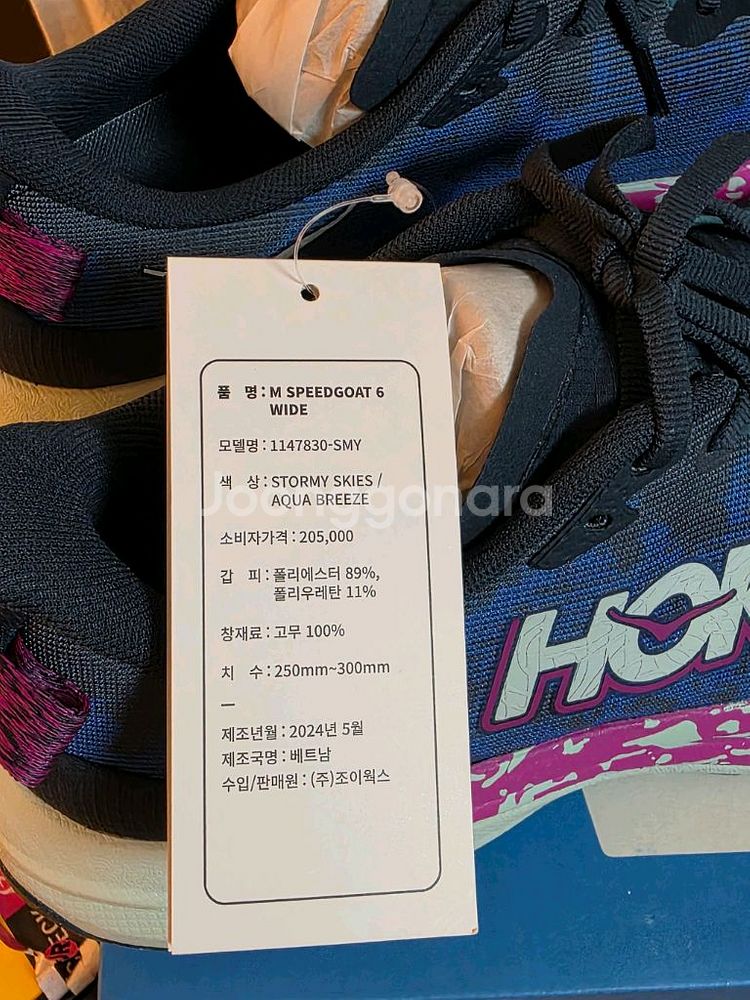 품 명 : M SPEEDGOAT 6
WIDE
모델명 : 1147830-SMY
색 상 : STORMY SKIES /
AQUA BREEZE
소비자가격 : 205,000
갑 피 : 폴리에스터 89%,
폴리우레탄 11%
창재료 : 고무 100%
치 수 : 250mm~300mm
—
제조년월 : 2024년 5월
제조국명 : 베트남
수입/판매원 : (주)조이웍스
Joonggonara
HOK